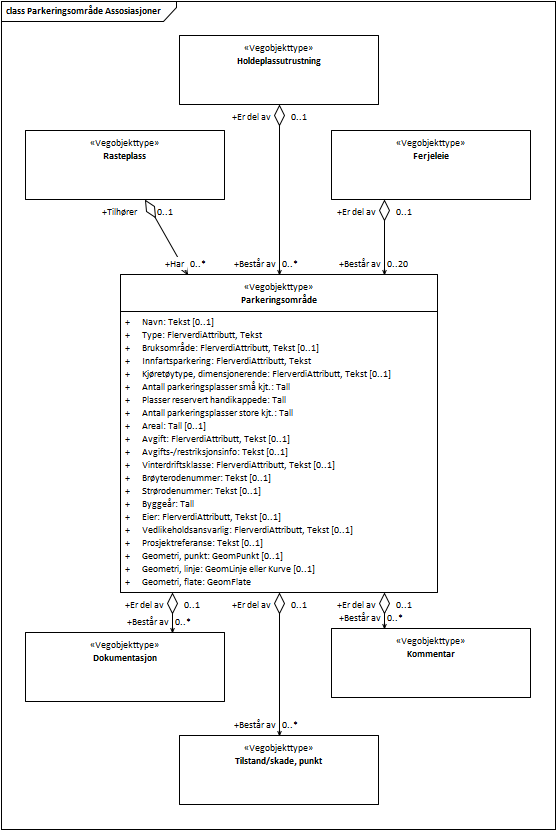 class Parkeringsområde Assosiasjoner
«Vegobjekttype»
Holdeplassutrustning
+Er del av 0..1
«Vegobjekttype»
Rasteplass
«Vegobjekttype»
Ferjeleie
+Tilhører 0..1
+Er del av 0..1
+Har 0..*
+Består av 0..*
+Består av 0..20
«Vegobjekttype»
Parkeringsområde
+ Navn: Tekst [0..1]
+ Type: FlerverdiAttributt, Tekst
+ Bruksområde: FlerverdiAttributt, Tekst [0..1]
+ Innfartsparkering: FlerverdiAttributt, Tekst
+ Kjøretøytype, dimensjonerende: FlerverdiAttributt, Tekst [0..1]
+ Antall parkeringsplasser små kjt.: Tall
+ Plasser reservert handikappede: Tall
+ Antall parkeringsplasser store kjt.: Tall
+ Areal: Tall [0..1]
+ Avgift: FlerverdiAttributt, Tekst [0..1]
+ Avgifts-/restriksjonsinfo: Tekst [0..1]
+ Vinterdriftsklasse: FlerverdiAttributt, Tekst [0..1]
+ Brøyterodenummer: Tekst [0..1]
+ Strørodenummer: Tekst [0..1]
+ Byggeår: Tall
+ Eier: FlerverdiAttributt, Tekst [0..1]
+ Vedlikeholdsansvarlig: FlerverdiAttributt, Tekst [0..1]
+ Prosjektreferanse: Tekst [0..1]
+ Geometri, punkt: GeomPunkt [0..1]
+ Geometri, linje: GeomLinje eller Kurve [0..1]
+ Geometri, flate: GeomFlate
+Er del av 0..1
+Er del av 0..1
+Er del av 0..1
+Består av 0..*
+Består av 0..*
«Vegobjekttype»
Dokumentasjon
«Vegobjekttype»
Kommentar
+Består av 0..*
«Vegobjekttype»
Tilstand/skade, punkt